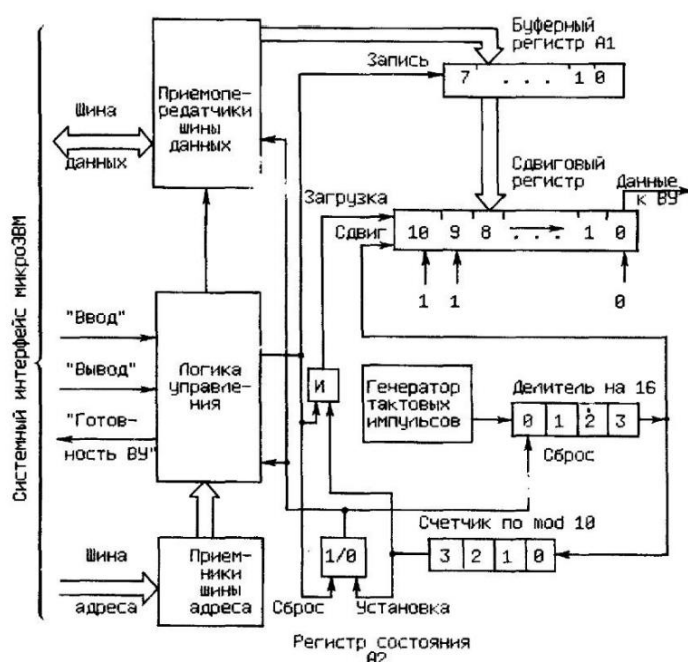 Буферный
регистр А1
Запись
7 . . . 1 0
Приемопе-
редатчики
шины
данных
Шина
данных
Сдвиговый
регистр
Данные
к ВУ
Загрузка
Сдвиг
10 9 8 . . . 1 0
1 1 0
Системный интерфейс микроЭВМ
"Ввод"
"Вывод"
"Готов-
ность ВУ"
Логика
управле-
ния
И
Генератор
тактовых
импульсов
Делитель на 16
0 1 2 3
Сброс
Счетчик по mod 10
3 2 1 0
1/0
Шина
адреса
Прием-
ники
шины
адреса
Сброс
Установка
Регистр состояния
А2